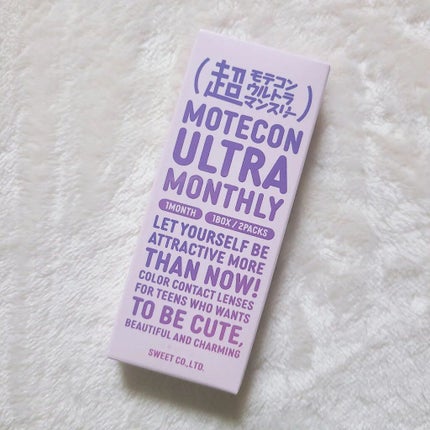 (超モテコン
ウルトラ
マンスリー)
MOTECON
ULTRA
MONTHLY
1MONTH 1BOX / 2PACKS
LET YOURSELF BE
ATTRACTIVE MORE
THAN NOW!
COLOR CONTACT LENSES
FOR TEENS WHO WANTS
TO BE CUTE,
BEAUTIFUL AND CHARMING
SWEET CO.,LTD.